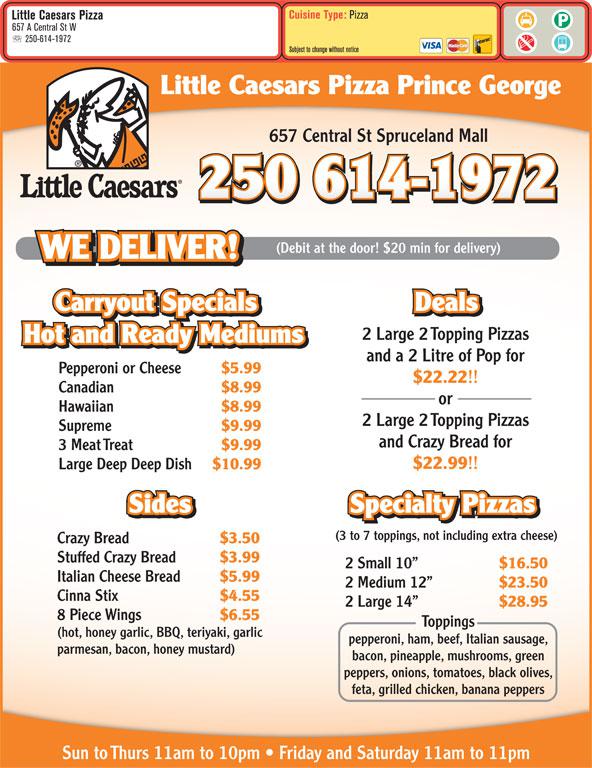 Little Caesars Pizza
657 A Central St W
250-614-1972
Cuisine Type: Pizza
Subject to change without notice
VISA MasterCard
P
Little Caesars Pizza Prince George
657 Central St Spruceland Mall
Little Caesars®
250 614-1972
WE DELIVER!
(Debit at the door! $20 min for delivery)
Carryout Specials
Hot and Ready Mediums
Pepperoni or Cheese $5.99
Canadian $8.99
Hawaiian $8.99
Supreme $9.99
3 Meat Treat $9.99
Large Deep Deep Dish $10.99
Deals
2 Large 2 Topping Pizzas
and a 2 Litre of Pop for
$22.22!!
or
2 Large 2 Topping Pizzas
and Crazy Bread for
$22.99!!
Sides
Crazy Bread $3.50
Stuffed Crazy Bread $3.99
Italian Cheese Bread $5.99
Cinna Stix $4.55
8 Piece Wings $6.55
(hot, honey garlic, BBQ, teriyaki, garlic
parmesan, bacon, honey mustard)
Specialty Pizzas
(3 to 7 toppings, not including extra cheese)
2 Small 10” $16.50
2 Medium 12” $23.50
2 Large 14” $28.95
Toppings
pepperoni, ham, beef, Italian sausage,
bacon, pineapple, mushrooms, green
peppers, onions, tomatoes, black olives,
feta, grilled chicken, banana peppers
Sun to Thurs 11am to 10pm • Friday and Saturday 11am to 11pm